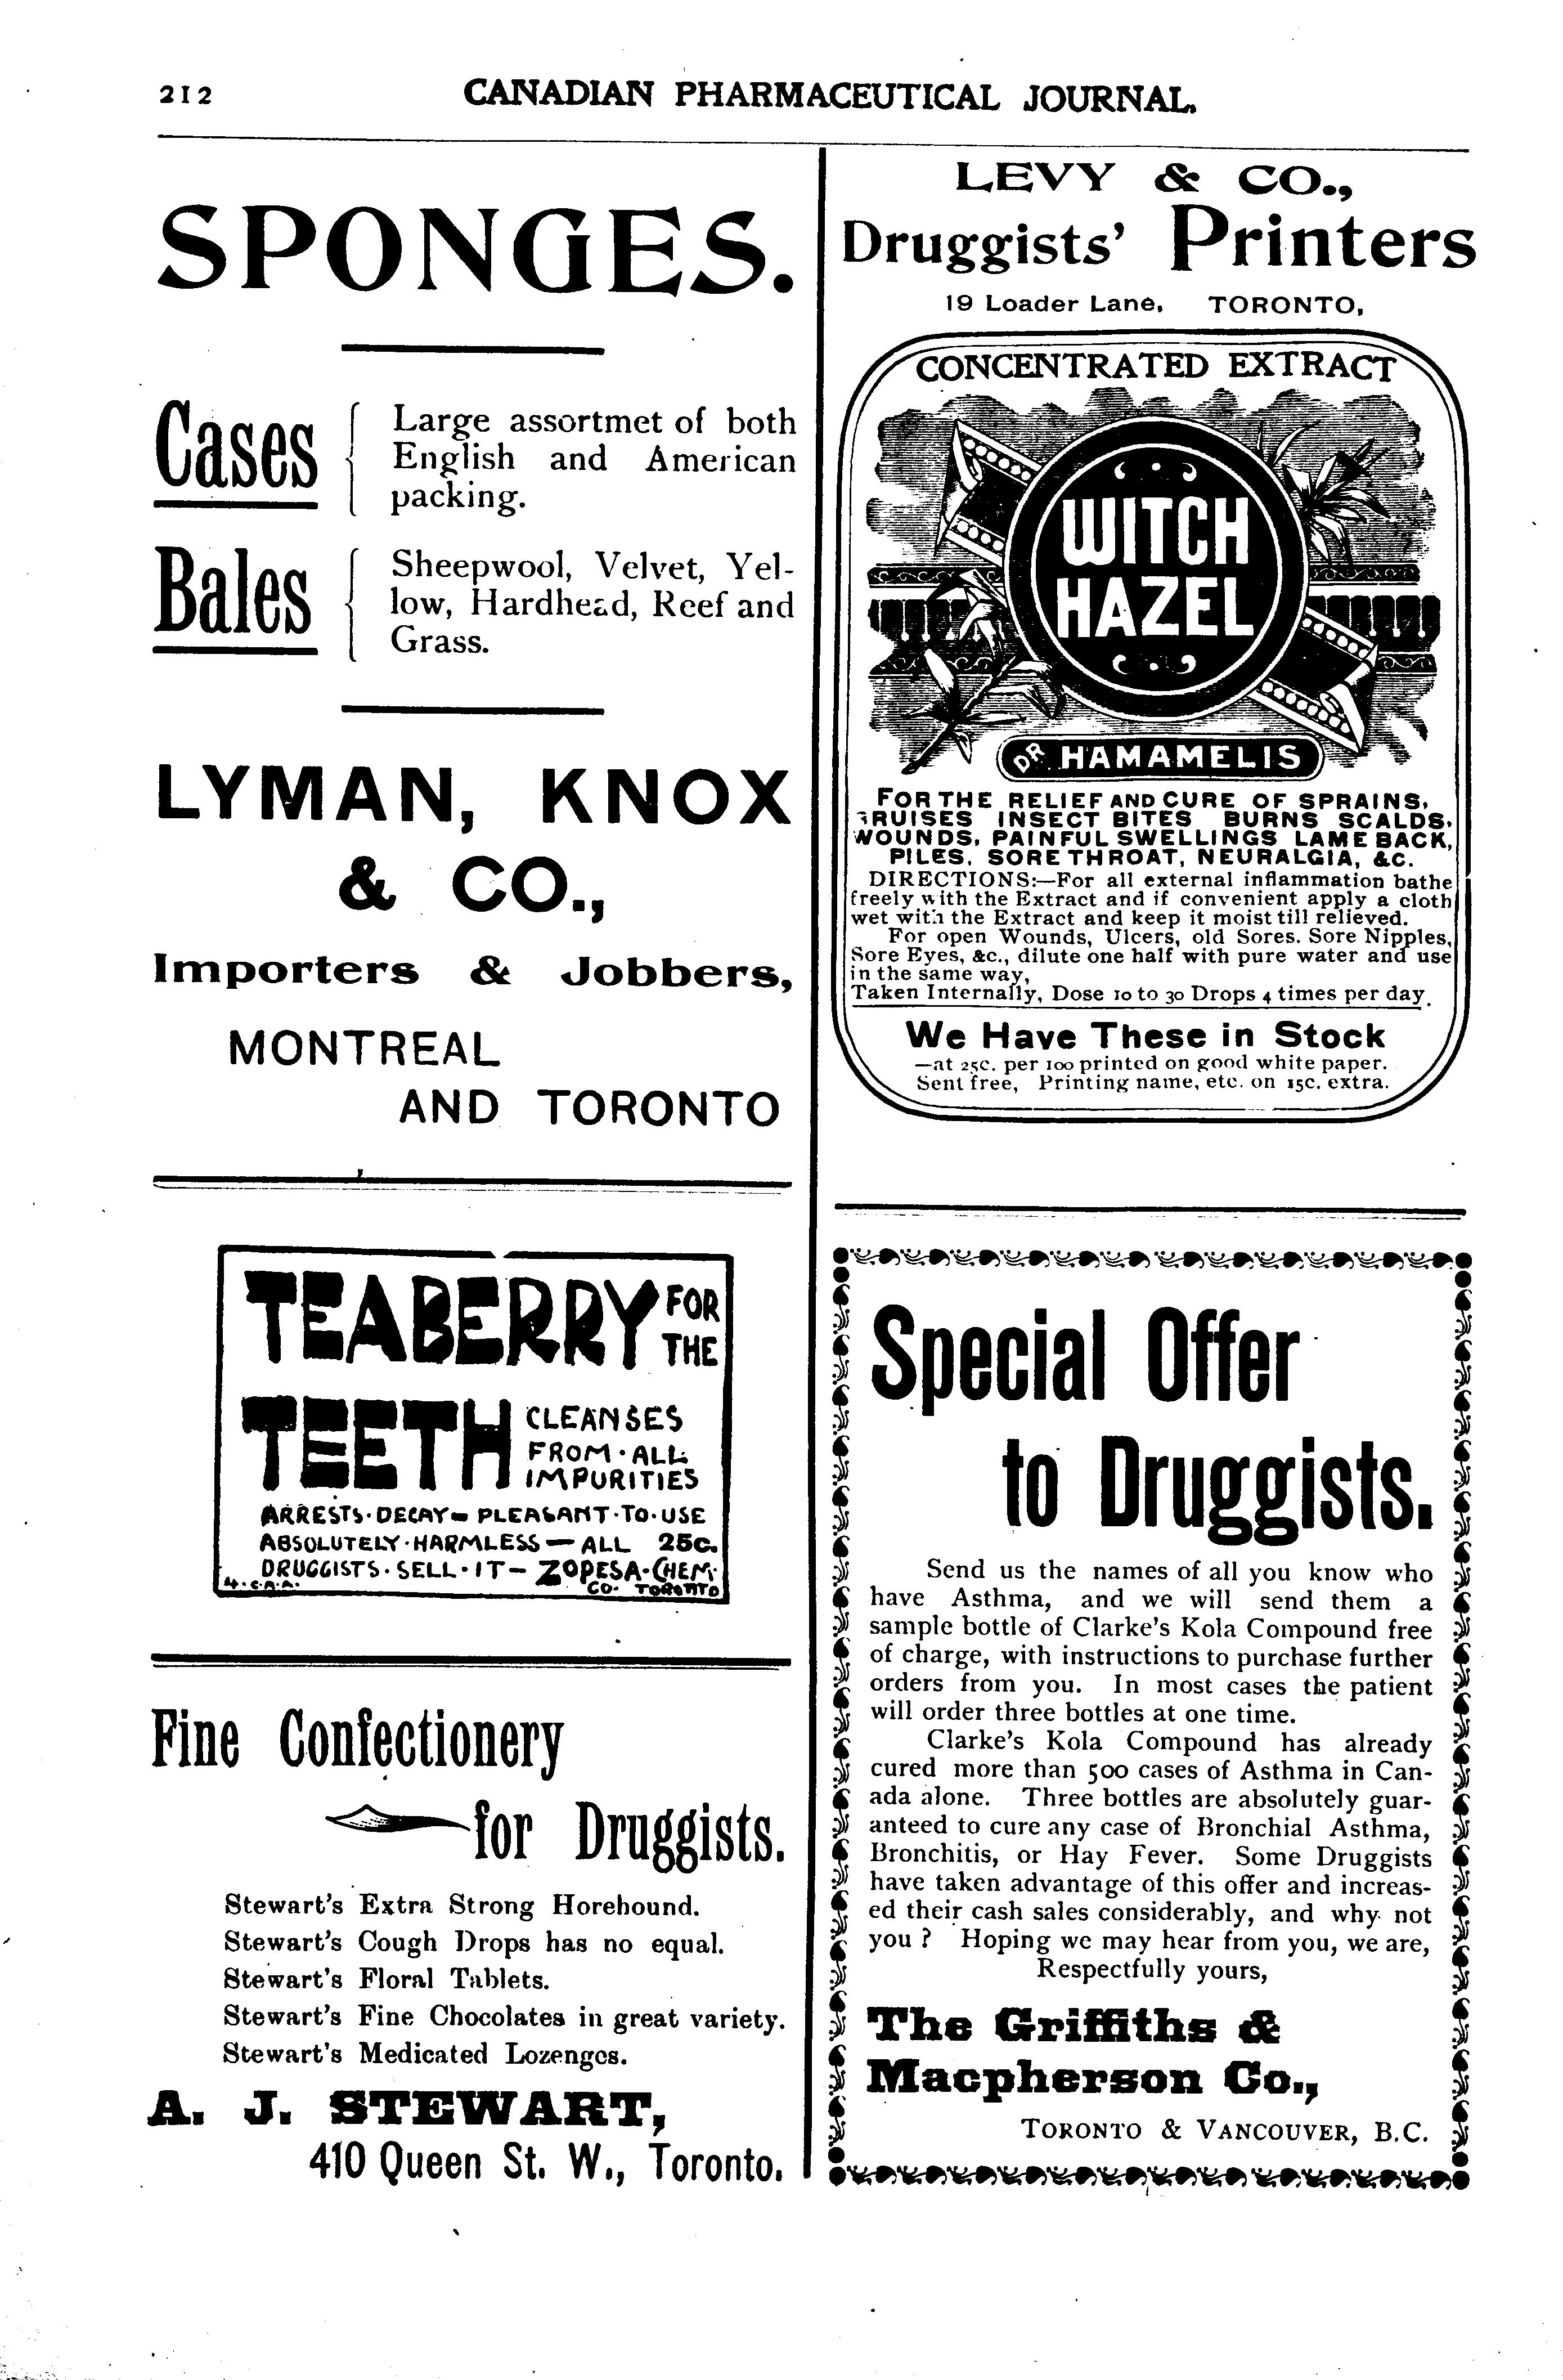 212
CANADIAN PHARMACEUTICAL JOURNAL.
SPONGES.
Cases
Large assortmet of both
English and American
packing.
Bales
Sheepwool, Velvet, Yel-
low, Hardhead, Reef and
Grass.
LYMAN, KNOX
& CO.,
Importers & Jobbers,
MONTREAL
AND TORONTO
TEABERRY FOR
THE
TEETH CLEANSES
FROM·ALL
IMPURITIES
ARRESTS·DECAY— PLEASANT·TO·USE
ABSOLUTELY·HARMLESS — ALL 25c.
DRUGGISTS·SELL·IT— ZOPESA·CHEM·
CO· TORONTO
Fine Confectionery
for Druggists.
Stewart's Extra Strong Horehound.
Stewart's Cough Drops has no equal.
Stewart's Floral Tablets.
Stewart's Fine Chocolates in great variety.
Stewart's Medicated Lozenges.
A. J. STEWART,
410 Queen St. W., Toronto.
LEVY & CO.,
Druggists' Printers
19 Loader Lane, TORONTO,
CONCENTRATED EXTRACT
WITCH
HAZEL
DR HAMAMELIS
FOR THE RELIEF AND CURE OF SPRAINS,
BRUISES INSECT BITES BURNS SCALDS,
WOUNDS, PAINFUL SWELLINGS LAME BACK,
PILES, SORE THROAT, NEURALGIA, &C.
DIRECTIONS:—For all external inflammation bathe
freely with the Extract and if convenient apply a cloth
wet with the Extract and keep it moist till relieved.
For open Wounds, Ulcers, old Sores. Sore Nipples,
Sore Eyes, &c., dilute one half with pure water and use
in the same way,
Taken Internally, Dose 10 to 30 Drops 4 times per day.
We Have These in Stock
—at 25c. per 100 printed on good white paper.
Sent free, Printing name, etc. on 15c. extra.
Special Offer
to Druggists.
Send us the names of all you know who
have Asthma, and we will send them a
sample bottle of Clarke's Kola Compound free
of charge, with instructions to purchase further
orders from you. In most cases the patient
will order three bottles at one time.
Clarke's Kola Compound has already
cured more than 500 cases of Asthma in Can-
ada alone. Three bottles are absolutely guar-
anteed to cure any case of Bronchial Asthma,
Bronchitis, or Hay Fever. Some Druggists
have taken advantage of this offer and increas-
ed their cash sales considerably, and why not
you ? Hoping we may hear from you, we are,
Respectfully yours,
The Griffiths &
Macpherson Co.,
TORONTO & VANCOUVER, B.C.